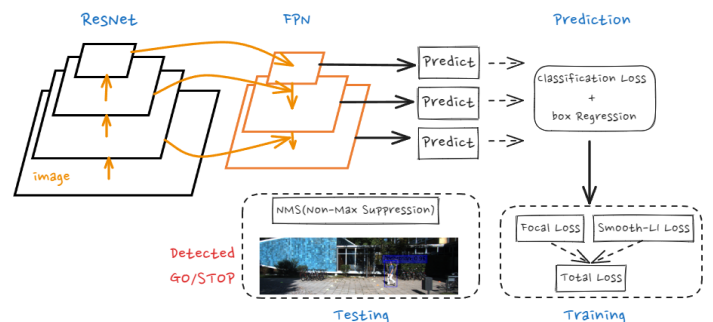 ResNet
FPN
Prediction
Predict
Predict
Predict
Classification Loss
+
box Regression
image
NMS(Non-Max Suppression)
Focal Loss
Smooth-L1 Loss
Total Loss
Detected
GO/STOP
Testing
Training